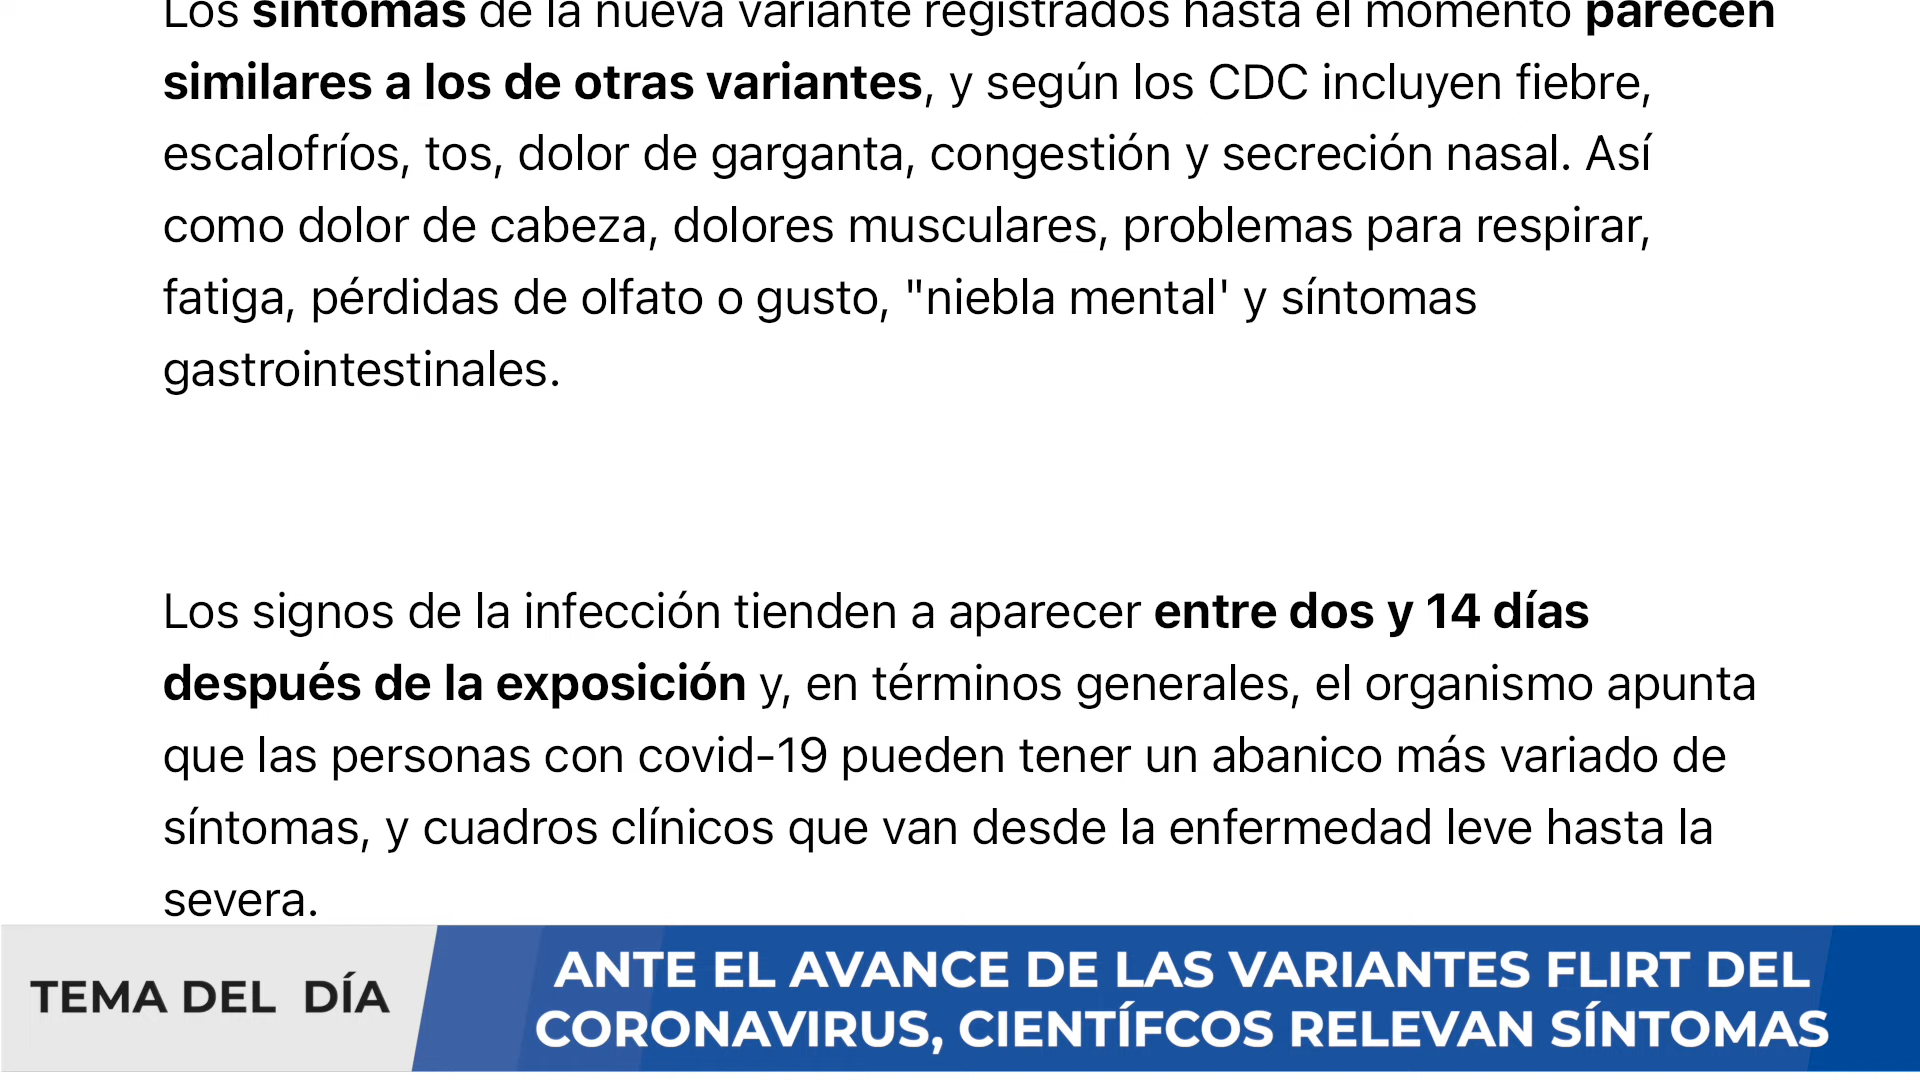 Los síntomas de la nueva variante registrados hasta el momento parecen
similares a los de otras variantes, y según los CDC incluyen fiebre,
escalofríos, tos, dolor de garganta, congestión y secreción nasal. Así
como dolor de cabeza, dolores musculares, problemas para respirar,
fatiga, pérdidas de olfato o gusto, "niebla mental' y síntomas
gastrointestinales.
Los signos de la infección tienden a aparecer entre dos y 14 días
después de la exposición y, en términos generales, el organismo apunta
que las personas con covid-19 pueden tener un abanico más variado de
síntomas, y cuadros clínicos que van desde la enfermedad leve hasta la
severa.
TEMA DEL DÍA
ANTE EL AVANCE DE LAS VARIANTES FLIRT DEL
CORONAVIRUS, CIENTÍFCOS RELEVAN SÍNTOMAS